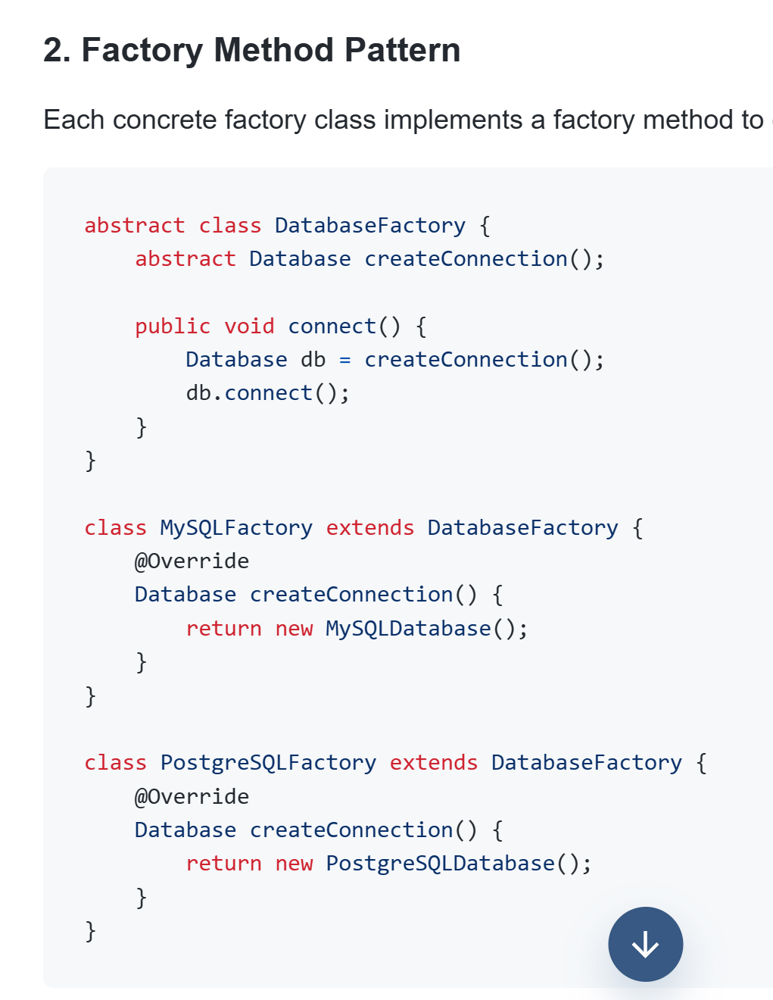 2. Factory Method Pattern
Each concrete factory class implements a factory method to
abstract class DatabaseFactory {
    abstract Database createConnection();

    public void connect() {
        Database db = createConnection();
        db.connect();
    }
}

class MySQLFactory extends DatabaseFactory {
    @Override
    Database createConnection() {
        return new MySQLDatabase();
    }
}

class PostgreSQLFactory extends DatabaseFactory {
    @Override
    Database createConnection() {
        return new PostgreSQLDatabase();
    }
}